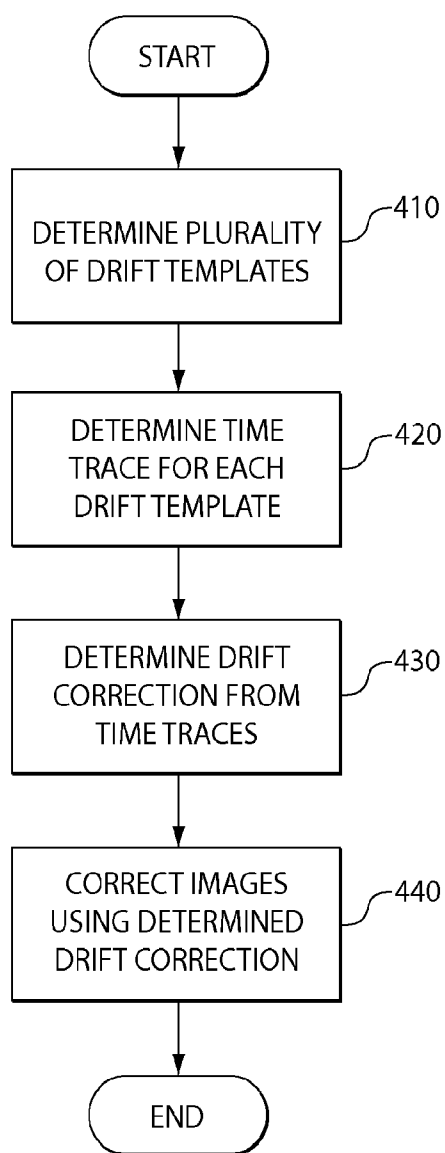 START
DETERMINE PLURALITY
OF DRIFT TEMPLATES
410
DETERMINE TIME
TRACE FOR EACH
DRIFT TEMPLATE
420
DETERMINE DRIFT
CORRECTION FROM
TIME TRACES
430
CORRECT IMAGES
USING DETERMINED
DRIFT CORRECTION
440
END